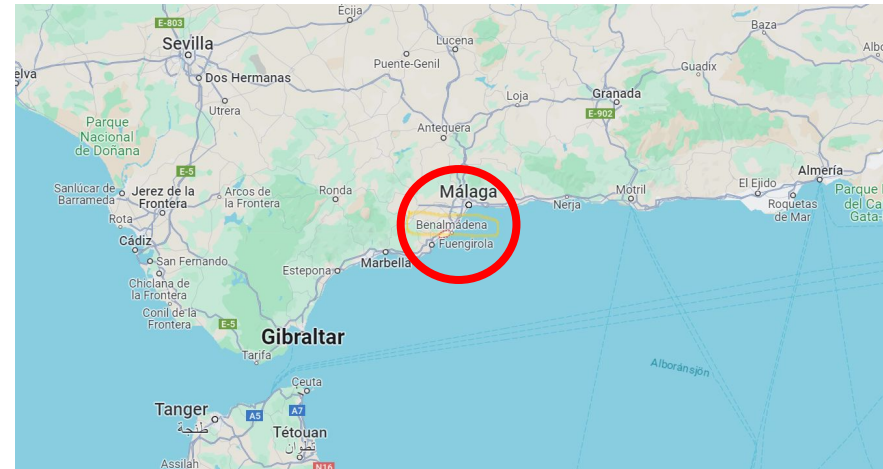 Écija
E-803
Sevilla
Lucena
Baza
Puente-Genil
Guadix
elva
Dos Hermanas
Utrera
Loja
Granada
E-902
Parque
Nacional
de Doñana
Antequera
E-5
Almería
Sanlúcar de
Barrameda
Jerez de la
Frontera
Arcos de
la Frontera
Ronda
Málaga
Motril
El Ejido
Nerja
Roquetas
de Mar
Rota
Benalmádena
Cádiz
Fuengirola
San Fernando
Marbella
Estepona
Chiclana de
la Frontera
Conil de la
Frontera
E-5
Gibraltar
Tarifa
Alboránsjön
Ceuta
Tanger
طنجة
A5
A7
Tétouan
تطوان
Assilah
N16